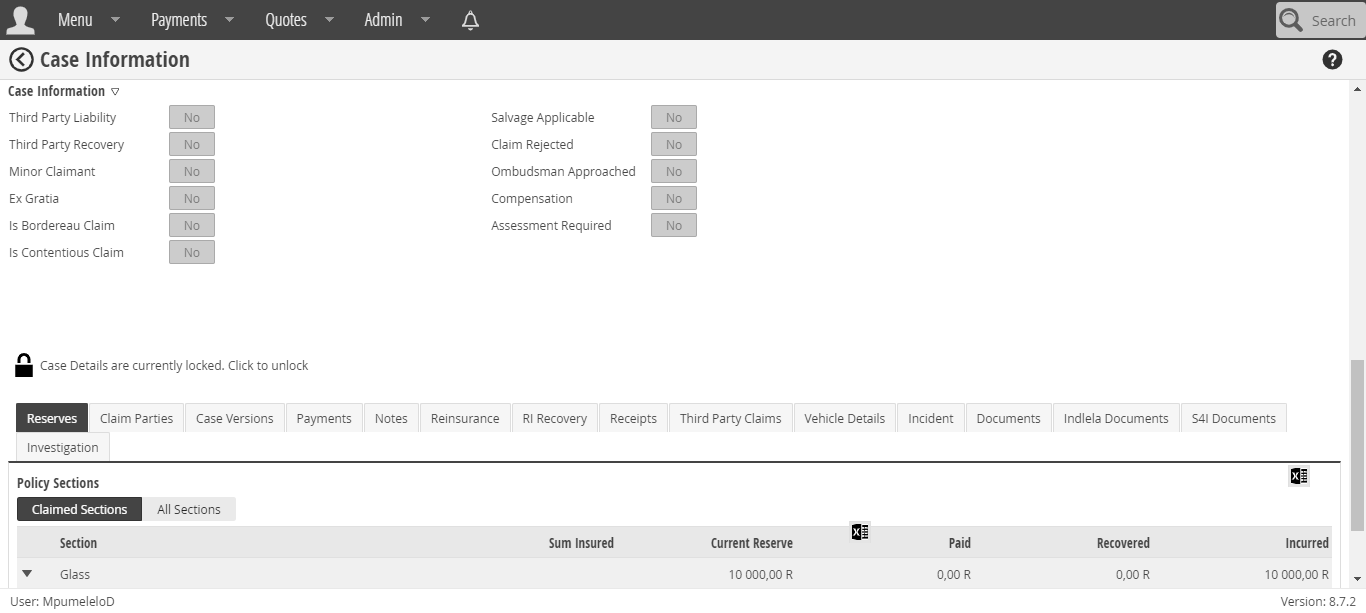 Menu Payments Quotes Admin Search
Case Information
Case Information
Third Party Liability No Salvage Applicable No
Third Party Recovery No Claim Rejected No
Minor Claimant No Ombudsman Approached No
Ex Gratia No Compensation No
Is Bordereau Claim No Assessment Required No
Is Contentious Claim No
Case Details are currently locked. Click to unlock
Reserves Claim Parties Case Versions Payments Notes Reinsurance RI Recovery Receipts Third Party Claims Vehicle Details Incident Documents Indlela Documents S4I Documents
Investigation
Policy Sections
Claimed Sections All Sections
Section Sum Insured Current Reserve Paid Recovered Incurred
Glass 10 000,00 R 0,00 R 0,00 R 10 000,00 R
User: MpumeleloD Version: 8.7.2